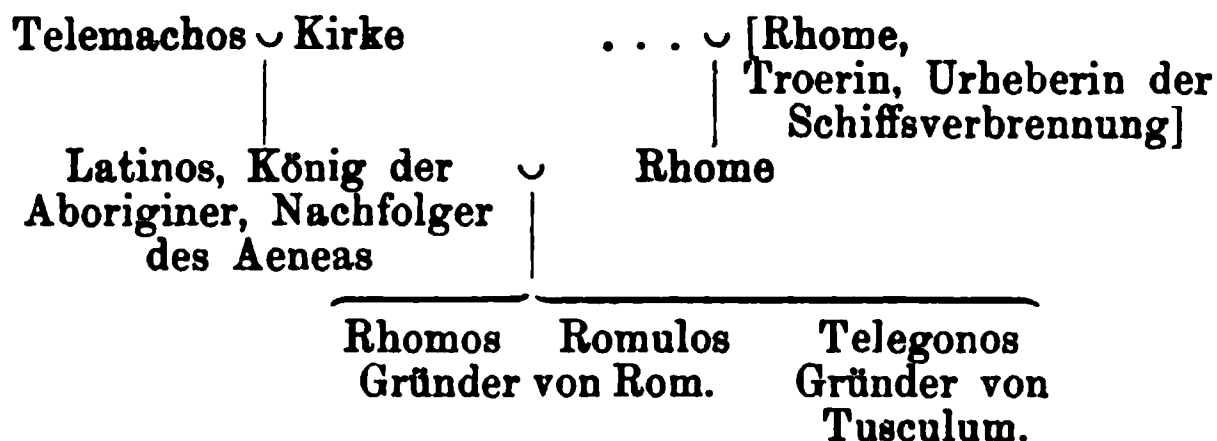 Telemachos ⌣ Kirke . . . ⌣ [Rhome,
Troerin, Urheberin der
Schiffsverbrennung]
Latinos, König der ⌣ Rhome
Aboriginer, Nachfolger
des Aeneas
Rhomos Romulos Telegonos
Gründer von Rom. Gründer von
Tusculum.